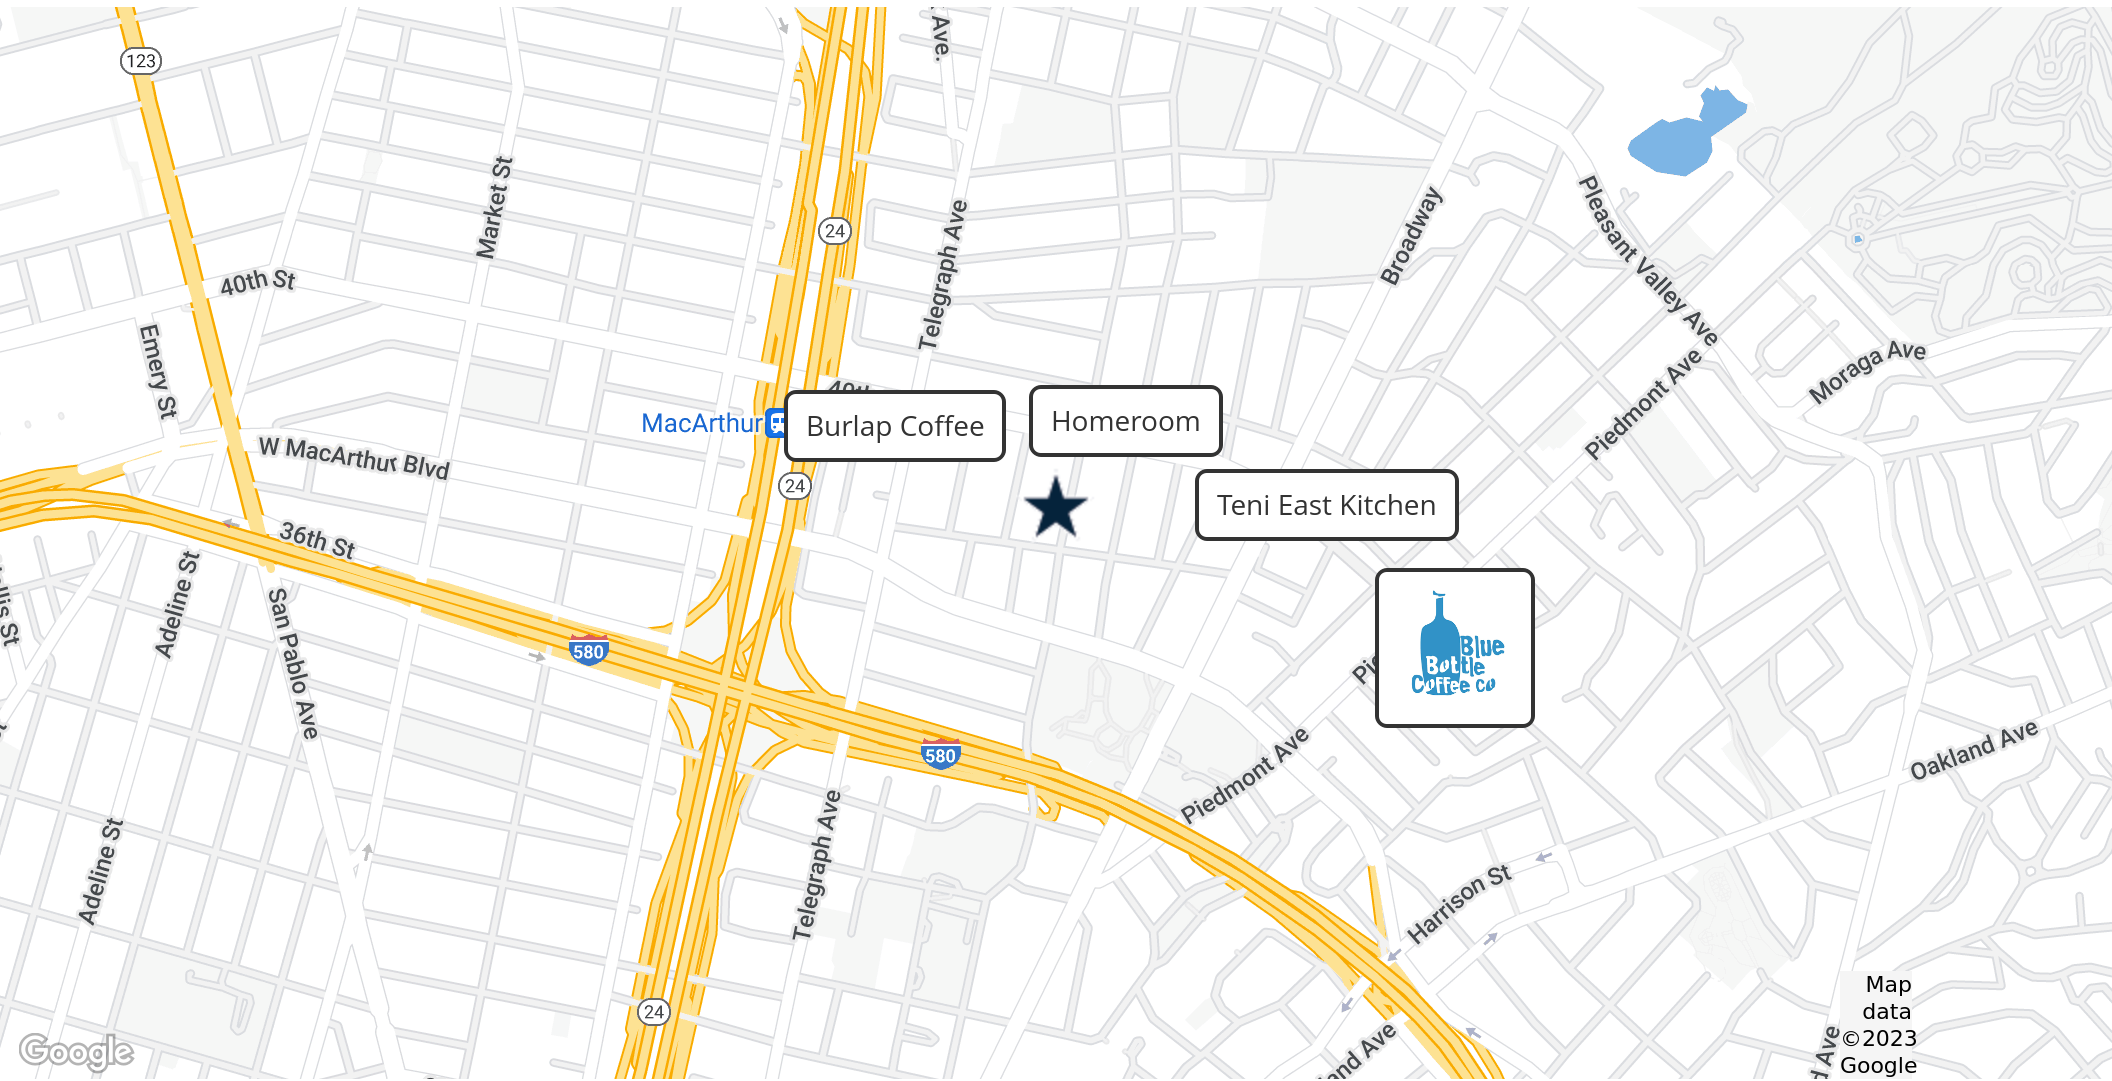 Ave.
123
Market St
24
Telegraph Ave
Broadway
Pleasant Valley Ave
40th St
Emery St
Piedmont Ave
Moraga Ave
MacArthur
Burlap Coffee
Homeroom
W MacArthur Blvd
24
Teni East Kitchen
36th St
Adeline St
San Pablo Ave
580
Blue
Bottle
Coffee co
580
Piedmont Ave
Oakland Ave
Telegraph Ave
Adeline St
Harrison St
24
Google
Map
data
©2023
Google